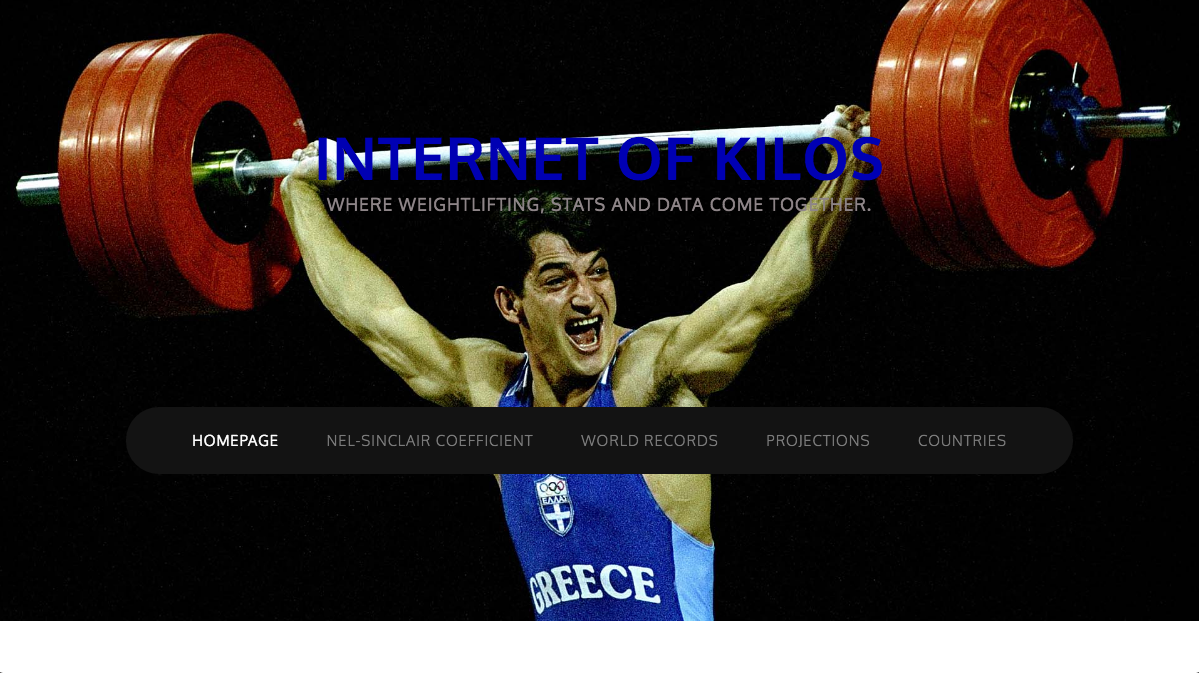 INTERNET OF KILOS
WHERE WEIGHTLIFTING, STATS AND DATA COME TOGETHER.
HOMEPAGE NEL-SINCLAIR COEFFICIENT WORLD RECORDS PROJECTIONS COUNTRIES
ΕΛΛΑΣ
GREECE